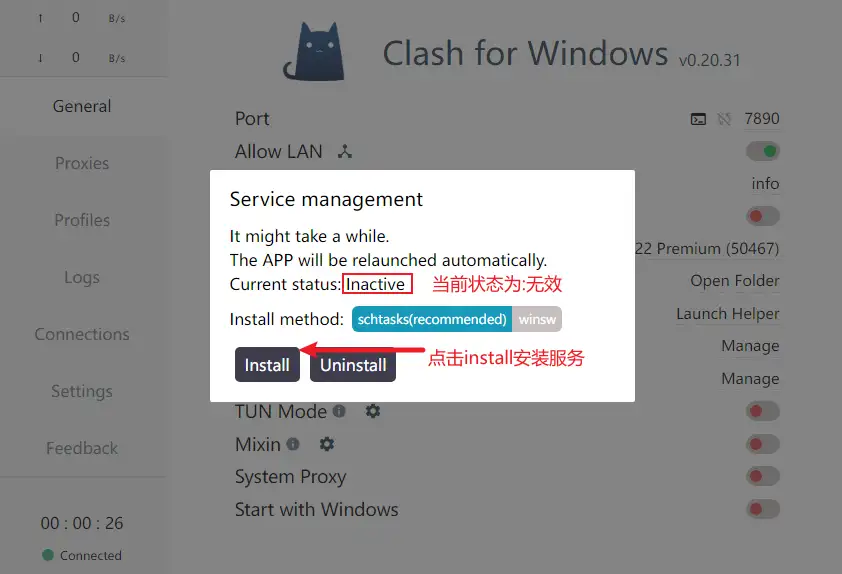 ↑ 0 B/s
↓ 0 B/s
General
Proxies
Profiles
Logs
Connections
Settings
Feedback
00 : 00 : 26
Connected
Clash for Windows v0.20.31
Port 7890
Allow LAN
info
Service management
It might take a while.
The APP will be relaunched automatically.
Current status: Inactive 当前状态为:无效
Install method: schtasks(recommended) winsw
Install Uninstall 点击install安装服务
22 Premium (50467)
Open Folder
Launch Helper
Manage
Manage
TUN Mode
Mixin
System Proxy
Start with Windows